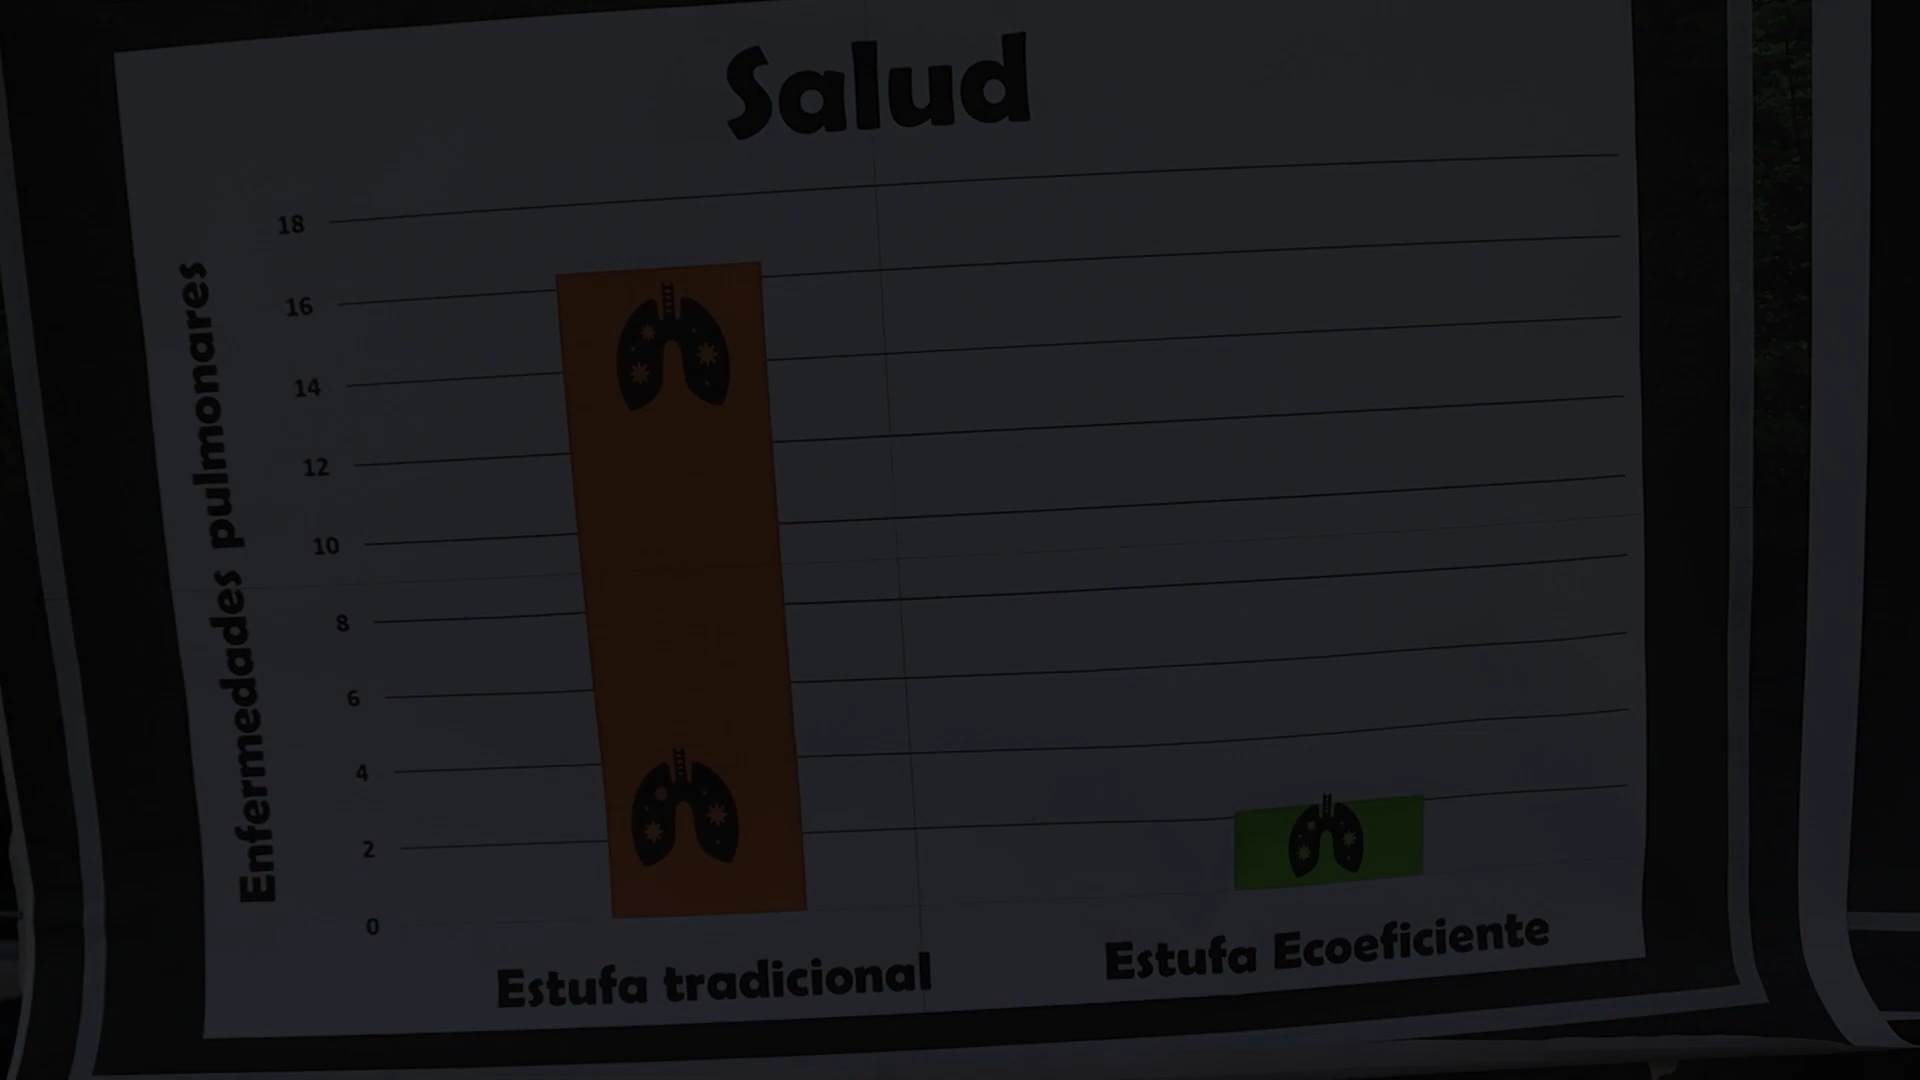 Salud
Enfermedades pulmonares
18
16
14
12
10
8
6
4
2
0
Estufa tradicional
Estufa Ecoeficiente